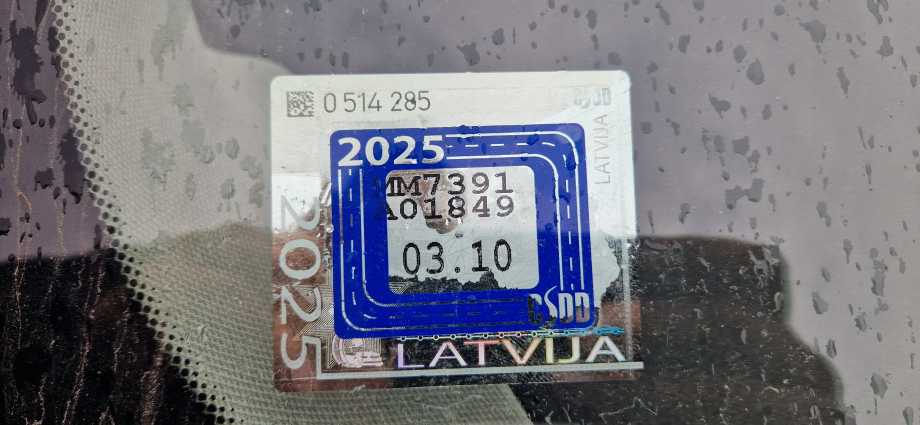 0 514 285
CSDD
LATVIJA
2025
MM7391
A01849
03.10
CSDD
2025
LATVIJA